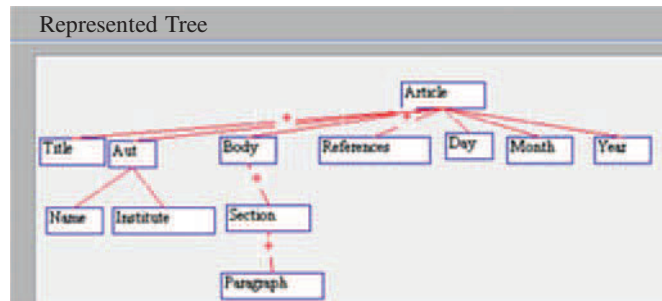 Represented Tree
Article
Title Aut Body References Day Month Year
Name Institute Section
Paragraph